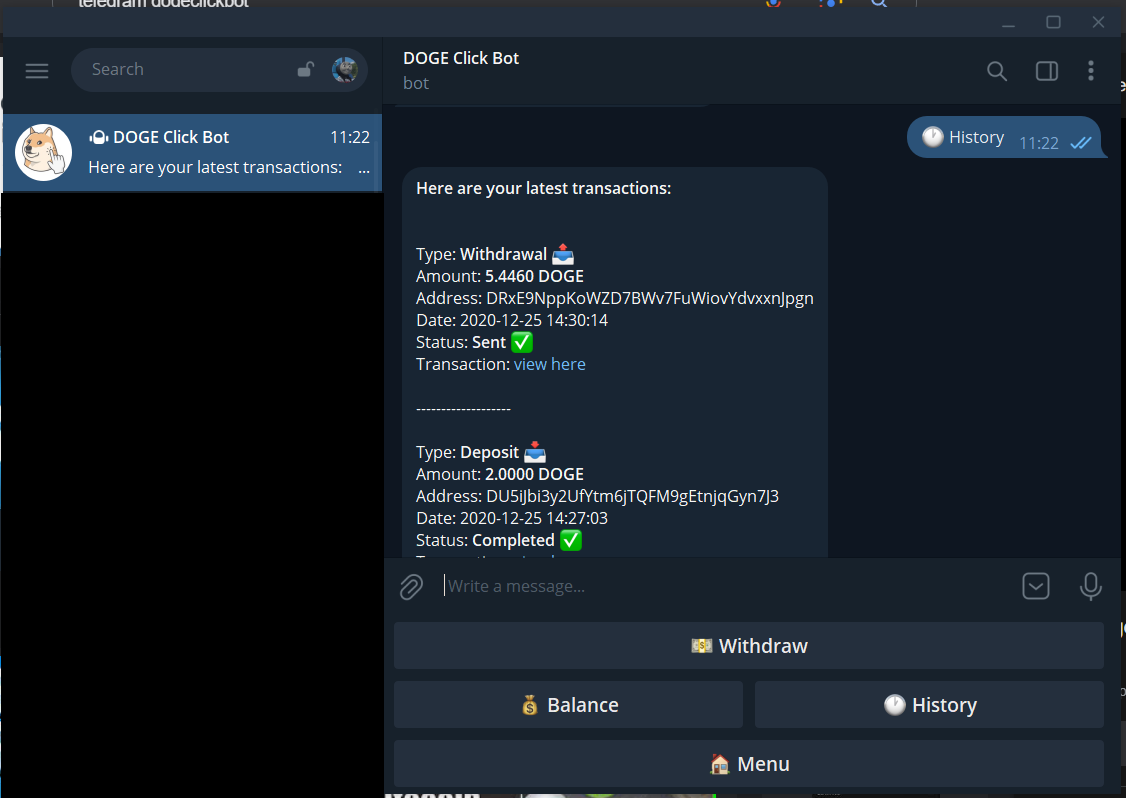 telegram dogeclickbot
Search
DOGE Click Bot
bot
DOGE Click Bot 11:22
Here are your latest transactions: ...
History 11:22
Here are your latest transactions:
Type: Withdrawal
Amount: 5.4460 DOGE
Address: DRxE9NppKoWZD7BWv7FuWiovYdvxxnJpgn
Date: 2020-12-25 14:30:14
Status: Sent
Transaction: view here
-------------------
Type: Deposit
Amount: 2.0000 DOGE
Address: DU5iJbi3y2UfYtm6jTQFM9gEtnjqGyn7J3
Date: 2020-12-25 14:27:03
Status: Completed
Write a message...
Withdraw
Balance
History
Menu